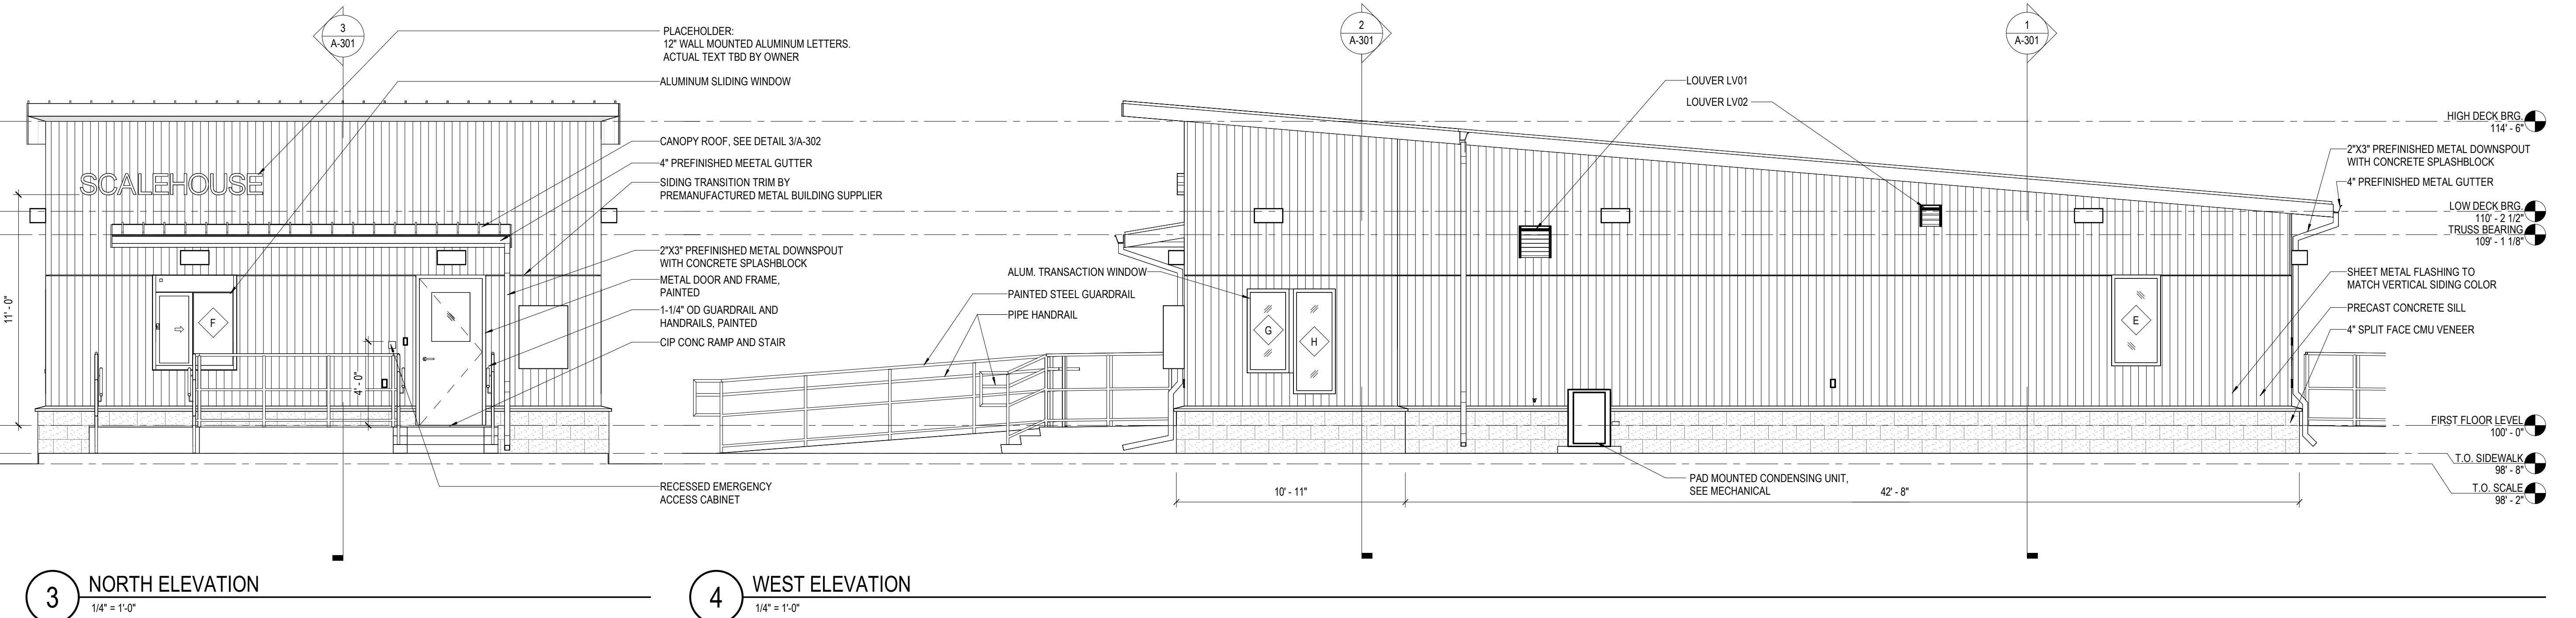 3
A-301
PLACEHOLDER:
12" WALL MOUNTED ALUMINUM LETTERS.
ACTUAL TEXT TBD BY OWNER
ALUMINUM SLIDING WINDOW
CANOPY ROOF, SEE DETAIL 3/A-302
4" PREFINISHED MEETAL GUTTER
SIDING TRANSITION TRIM BY
PREMANUFACTURED METAL BUILDING SUPPLIER
SCALEHOUSE
2"X3" PREFINISHED METAL DOWNSPOUT
WITH CONCRETE SPLASHBLOCK
METAL DOOR AND FRAME,
PAINTED
1-1/4" OD GUARDRAIL AND
HANDRAILS, PAINTED
CIP CONC RAMP AND STAIR
11' - 0"
F
4' - 0"
RECESSED EMERGENCY
ACCESS CABINET
3
NORTH ELEVATION
1/4" = 1'-0"
2
A-301
1
A-301
LOUVER LV01
LOUVER LV02
ALUM. TRANSACTION WINDOW
PAINTED STEEL GUARDRAIL
PIPE HANDRAIL
G
H
E
HIGH DECK BRG.
114' - 6"
2"X3" PREFINISHED METAL DOWNSPOUT
WITH CONCRETE SPLASHBLOCK
4" PREFINISHED METAL GUTTER
LOW DECK BRG.
110' - 2 1/2"
TRUSS BEARING
109' - 1 1/8"
SHEET METAL FLASHING TO
MATCH VERTICAL SIDING COLOR
PRECAST CONCRETE SILL
4" SPLIT FACE CMU VENEER
FIRST FLOOR LEVEL
100' - 0"
T.O. SIDEWALK
98' - 8"
T.O. SCALE
98' - 2"
PAD MOUNTED CONDENSING UNIT,
SEE MECHANICAL
10' - 11"
42' - 8"
4
WEST ELEVATION
1/4" = 1'-0"